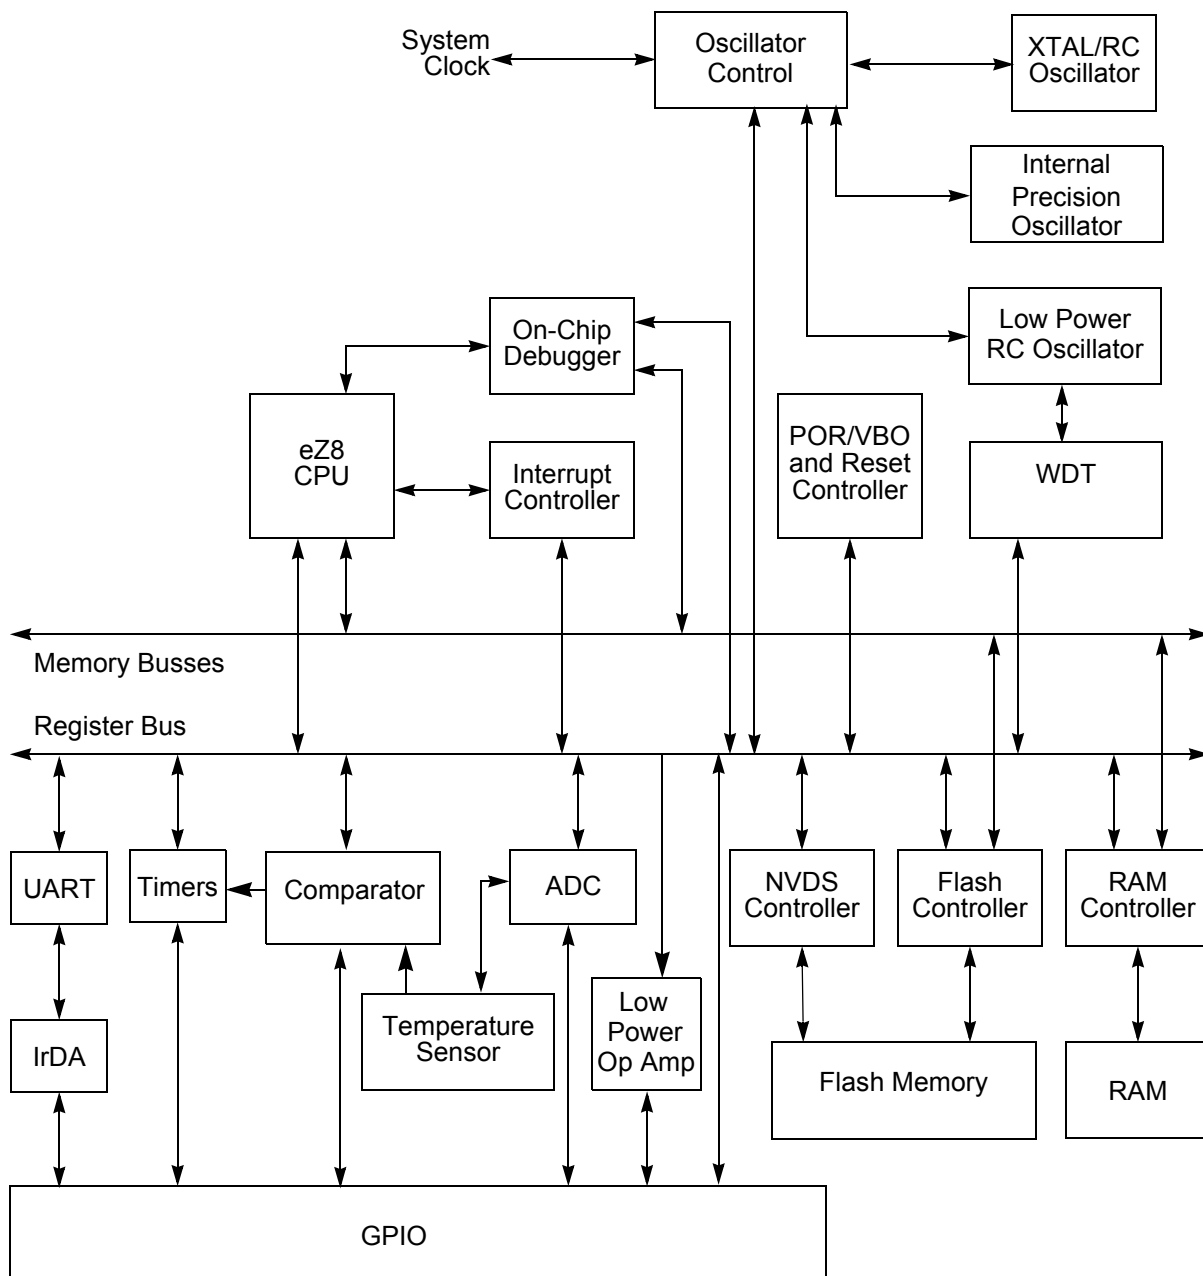 System
Clock
Oscillator
Control
XTAL/RC
Oscillator
Internal
Precision
Oscillator
On-Chip
Debugger
Low Power
RC Oscillator
eZ8
CPU
Interrupt
Controller
POR/VBO
and Reset
Controller
WDT
Memory Busses
Register Bus
UART
Timers
Comparator
ADC
NVDS
Controller
Flash
Controller
RAM
Controller
IrDA
Temperature
Sensor
Low
Power
Op Amp
Flash Memory
RAM
GPIO